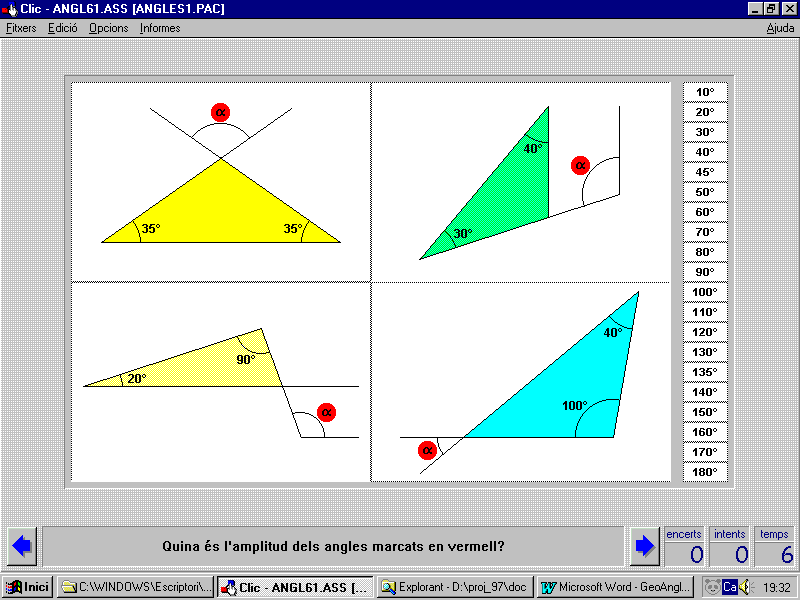 Clic - ANGL61.ASS [ANGLES1.PAC]
Fitxers Edició Opcions Informes Ajuda
α
35° 35°
40°
α
30°
90°
20°
α
40°
100°
α
10°
20°
30°
40°
45°
50°
60°
70°
80°
90°
100°
110°
120°
130°
135°
140°
150°
160°
170°
180°
Quina és l'amplitud dels angles marcats en vermell?
encerts intents temps
0 0 6
Inici C:\WINDOWS\Escriptori\... Clic - ANGL61.ASS [... Explorant - D:\proj_97\doc Microsoft Word - GeoAngl... Ca 19:32